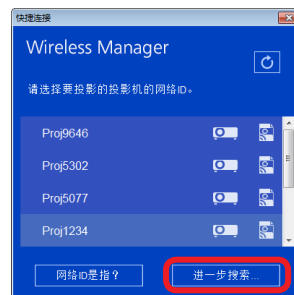 快捷连接
Wireless Manager
请选择要投影的投影机的网络ID。
Proj9646
Proj5302
Proj5077
Proj1234
网络ID是指？
进一步搜索...